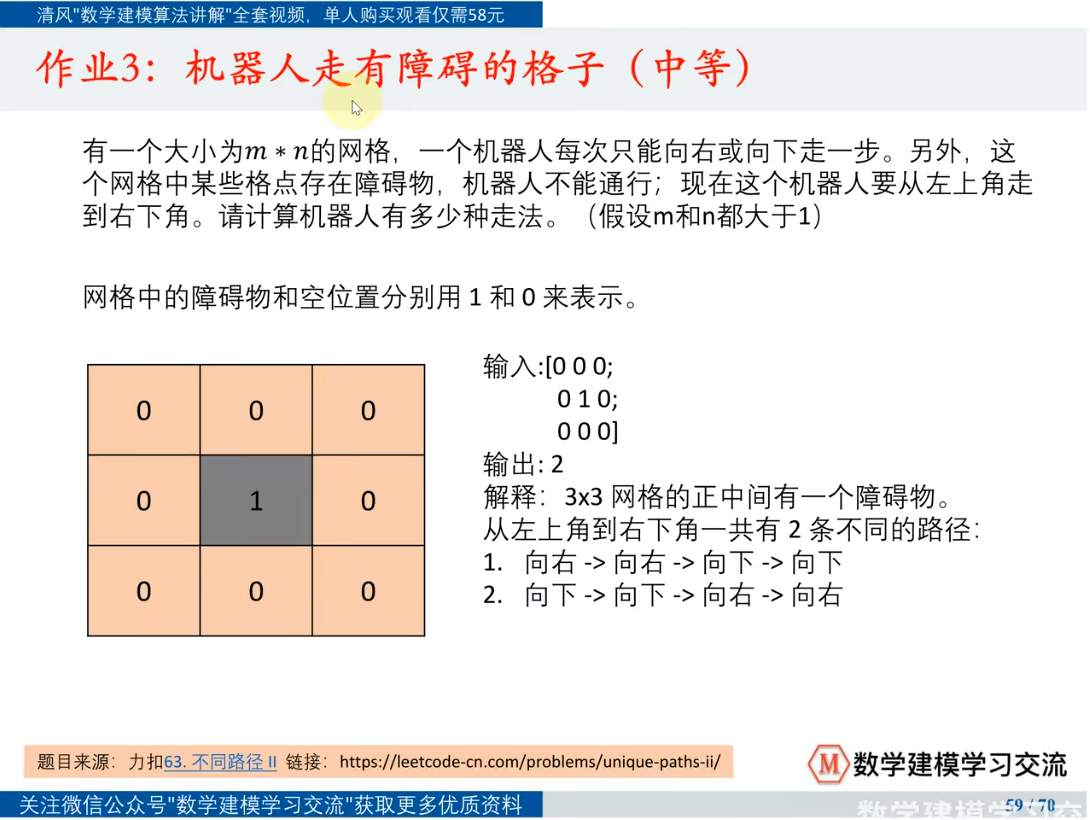 清风"数学建模算法讲解"全套视频，单人购买观看仅需58元
作业3：机器人走有障碍的格子（中等）
有一个大小为m∗n的网格，一个机器人每次只能向右或向下走一步。另外，这
个网格中某些格点存在障碍物，机器人不能通行；现在这个机器人要从左上角走
到右下角。请计算机器人有多少种走法。（假设m和n都大于1）
网格中的障碍物和空位置分别用 1 和 0 来表示。
0 0 0
0 1 0
0 0 0
输入:[0 0 0;
0 1 0;
0 0 0]
输出: 2
解释：3x3 网格的正中间有一个障碍物。
从左上角到右下角一共有 2 条不同的路径：
1. 向右 -> 向右 -> 向下 -> 向下
2. 向下 -> 向下 -> 向右 -> 向右
题目来源：力扣63. 不同路径 II 链接：https://leetcode-cn.com/problems/unique-paths-ii/
M 数学建模学习交流
关注微信公众号"数学建模学习交流"获取更多优质资料
数学建模学习交
59 / 70